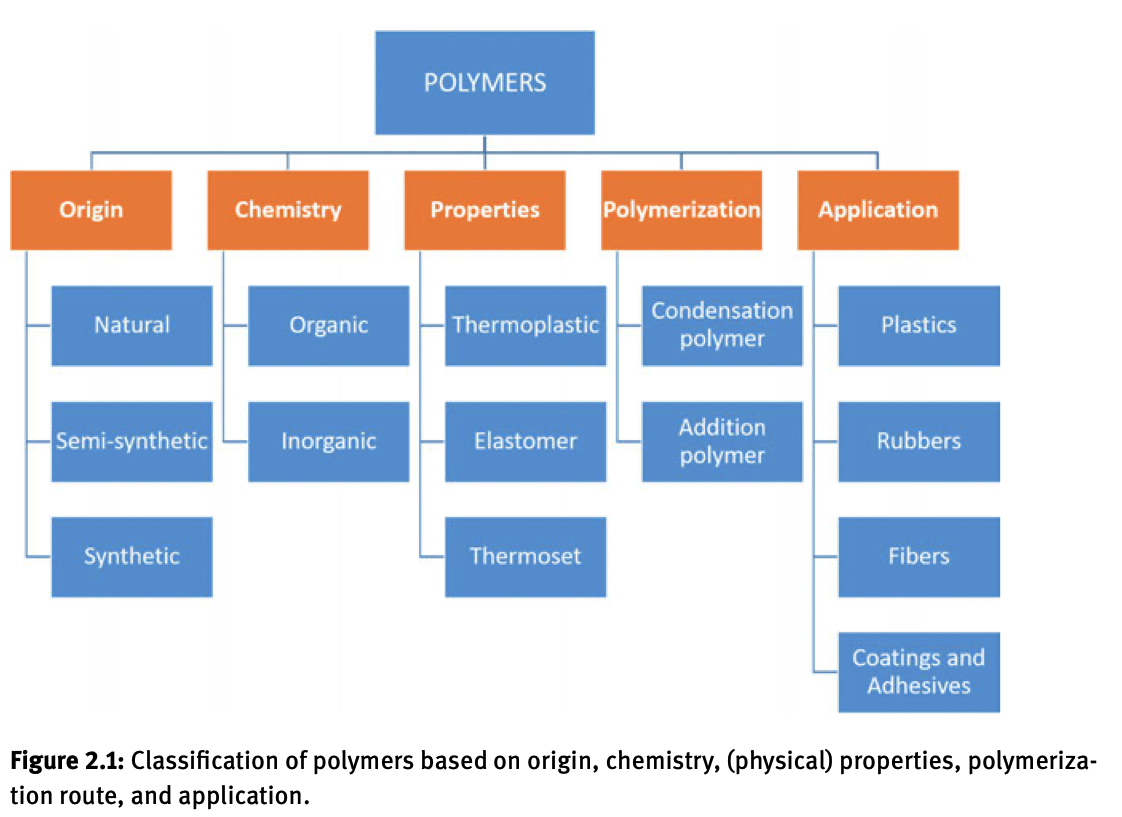 POLYMERS
Origin
Chemistry
Properties
Polymerization
Application
Natural
Semi-synthetic
Synthetic
Organic
Inorganic
Thermoplastic
Elastomer
Thermoset
Condensation
polymer
Addition
polymer
Plastics
Rubbers
Fibers
Coatings and
Adhesives
Figure 2.1: Classification of polymers based on origin, chemistry, (physical) properties, polymeriza-
tion route, and application.